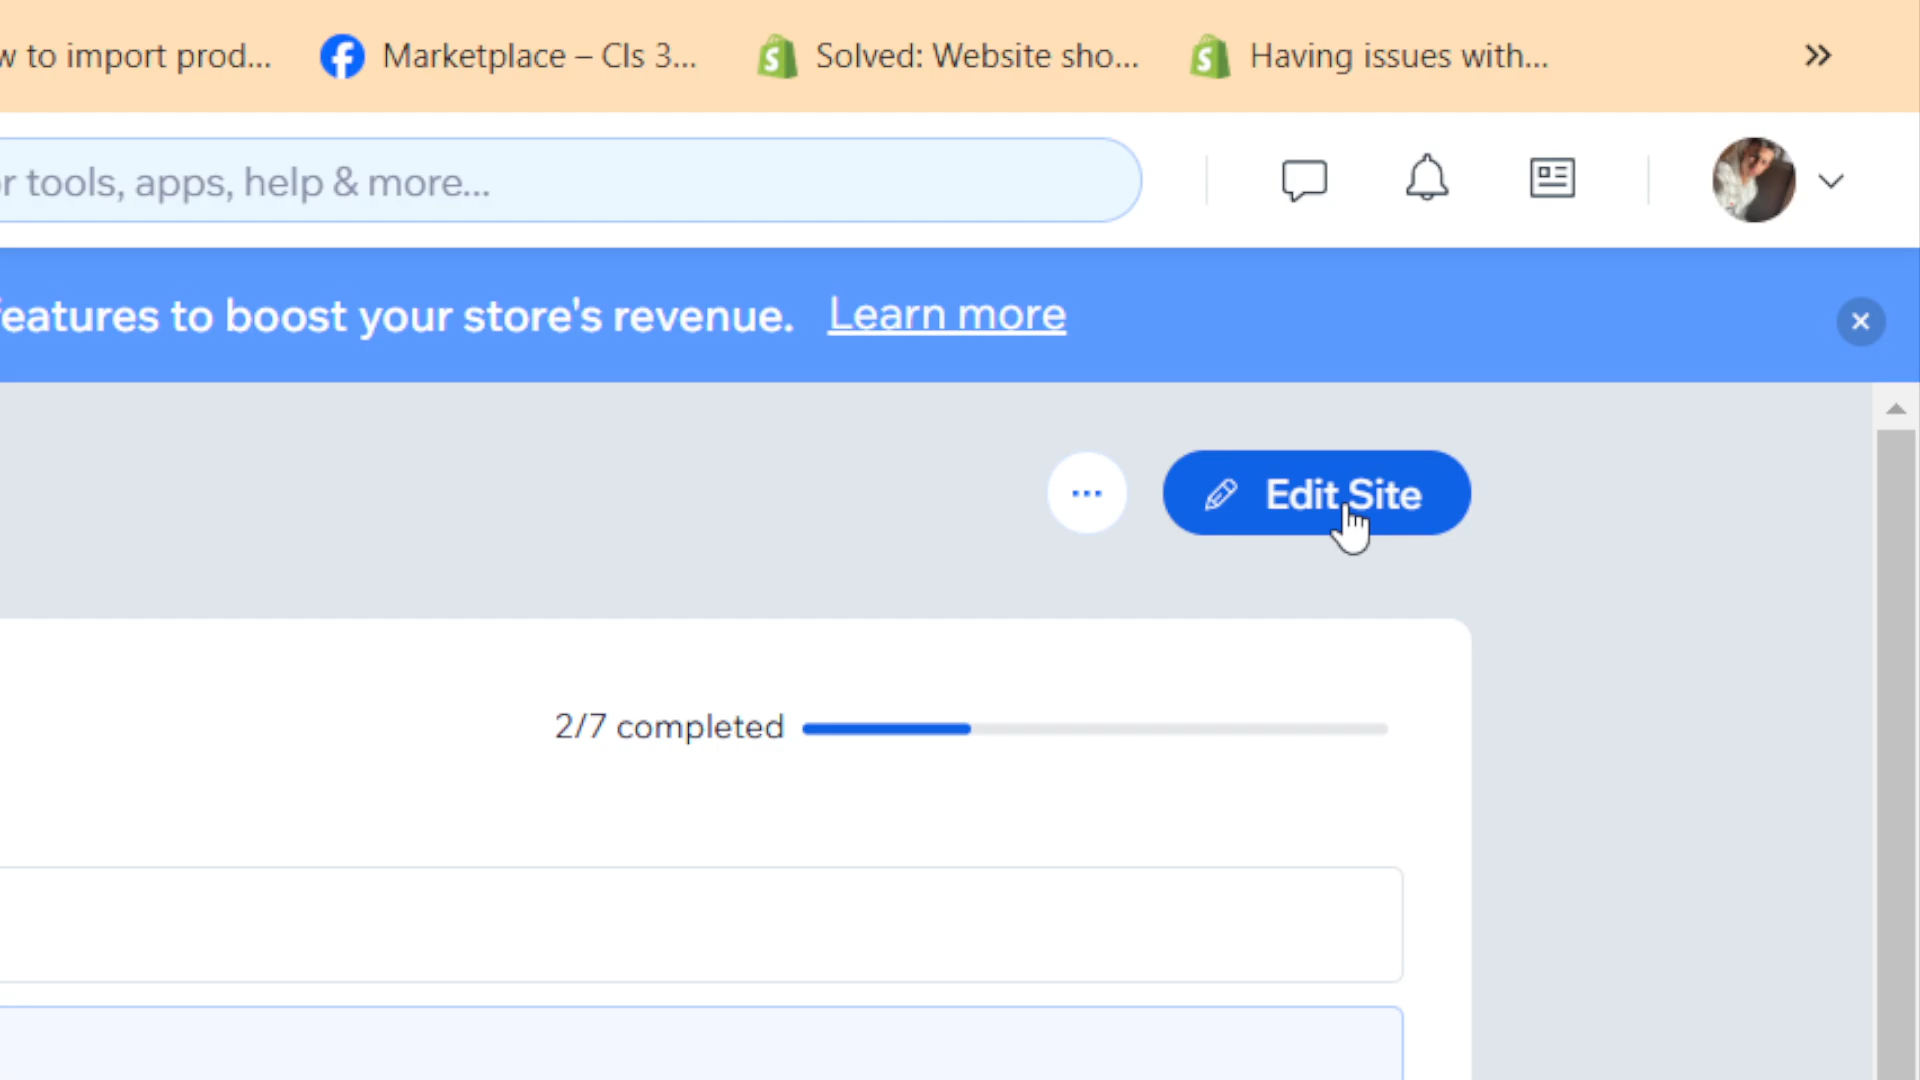 to import prod...
Marketplace – Cls 3...
Solved: Website sho...
Having issues with...
tools, apps, help & more...
features to boost your store's revenue. Learn more
Edit Site
2/7 completed